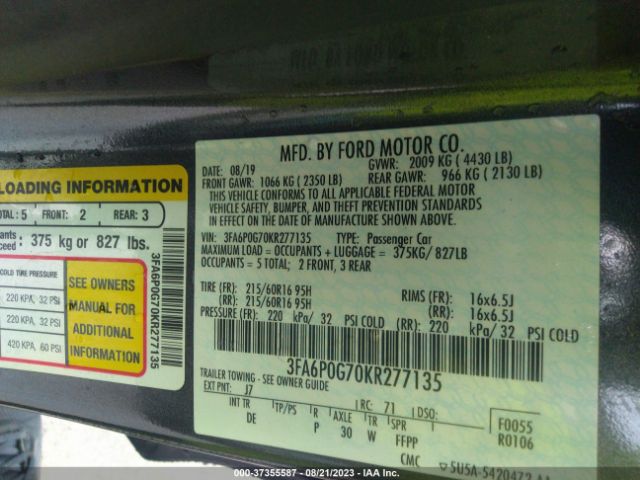 LOADING INFORMATION
TOTAL: 5 FRONT: 2 REAR: 3
375 kg or 827 lbs.
COLD TIRE PRESSURE
220 KPA, 32 PSI
220 KPA, 32 PSI
420 KPA, 60 PSI
SEE OWNERS
MANUAL FOR
ADDITIONAL
INFORMATION
3FA6P0G70KR277135
MFD. BY FORD MOTOR CO.
DATE: 08/19 GVWR: 2009 KG ( 4430 LB)
FRONT GAWR: 1066 KG ( 2350 LB) REAR GAWR: 966 KG ( 2130 LB)
THIS VEHICLE CONFORMS TO ALL APPLICABLE FEDERAL MOTOR
VEHICLE SAFETY, BUMPER, AND THEFT PREVENTION STANDARDS
IN EFFECT ON THE DATE OF MANUFACTURE SHOWN ABOVE.
VIN: 3FA6P0G70KR277135 TYPE: Passenger Car
MAXIMUM LOAD = OCCUPANTS + LUGGAGE = 375KG/ 827LB
OCCUPANTS = 5 TOTAL; 2 FRONT, 3 REAR
TIRE (FR): 215/60R16 95H RIMS (FR): 16x6.5J
(RR): 215/60R16 95H (RR): 16x6.5J
PRESSURE (FR): 220 kPa/ 32 PSI COLD (RR): 220 kPa/ 32 PSI COLD
3FA6P0G70KR277135
TRAILER TOWING - SEE OWNER GUIDE
EXT PNT: J7 RC: 71 DSO: F0055
INT TR TP/PS R AXLE TR SPR R0106
DE P 30 W FFPP
CMC 5U5A-5420472
000-37355587 - 08/21/2023 - IAA Inc.